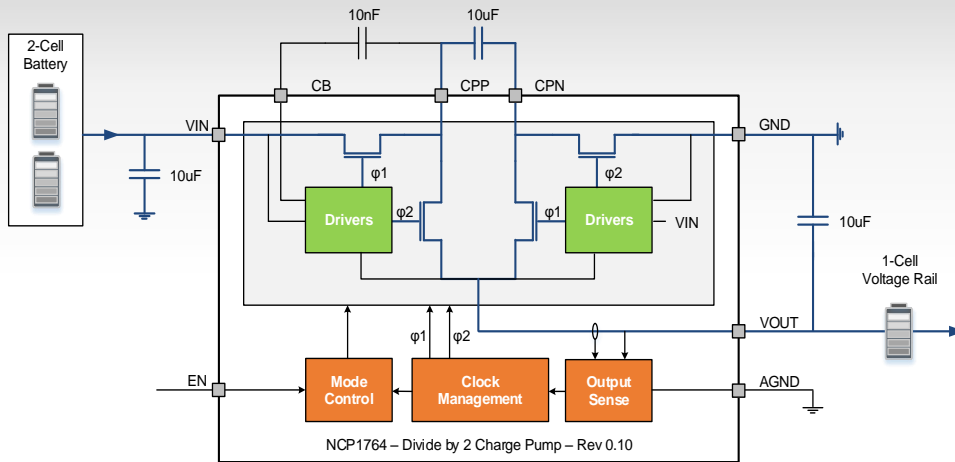 10nF
10uF
2-Cell
Battery
CB
CPP
CPN
VIN
GND
10uF
φ1
φ2
Drivers
φ2
φ1
Drivers
VIN
10uF
1-Cell
Voltage Rail
VOUT
φ1
φ2
EN
Mode
Control
Clock
Management
Output
Sense
AGND
NCP1764 – Divide by 2 Charge Pump – Rev 0.10